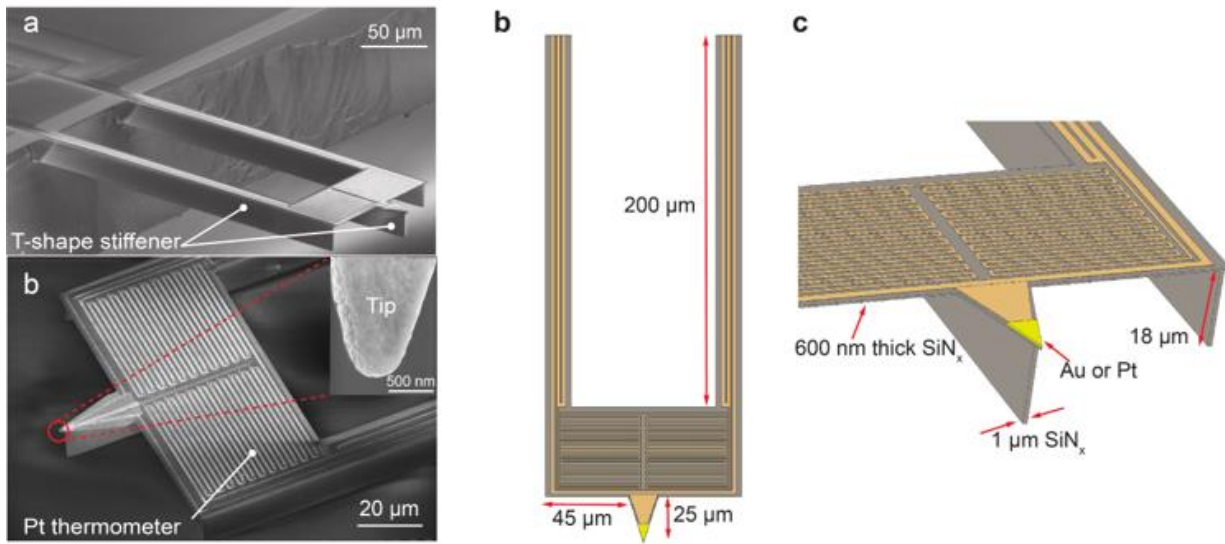 a
50 µm
T-shape stiffener
b
Tip
500 nm
Pt thermometer
20 µm
b
200 µm
45 µm
25 µm
c
600 nm thick SiNₓ
18 µm
Au or Pt
1 µm SiNₓ